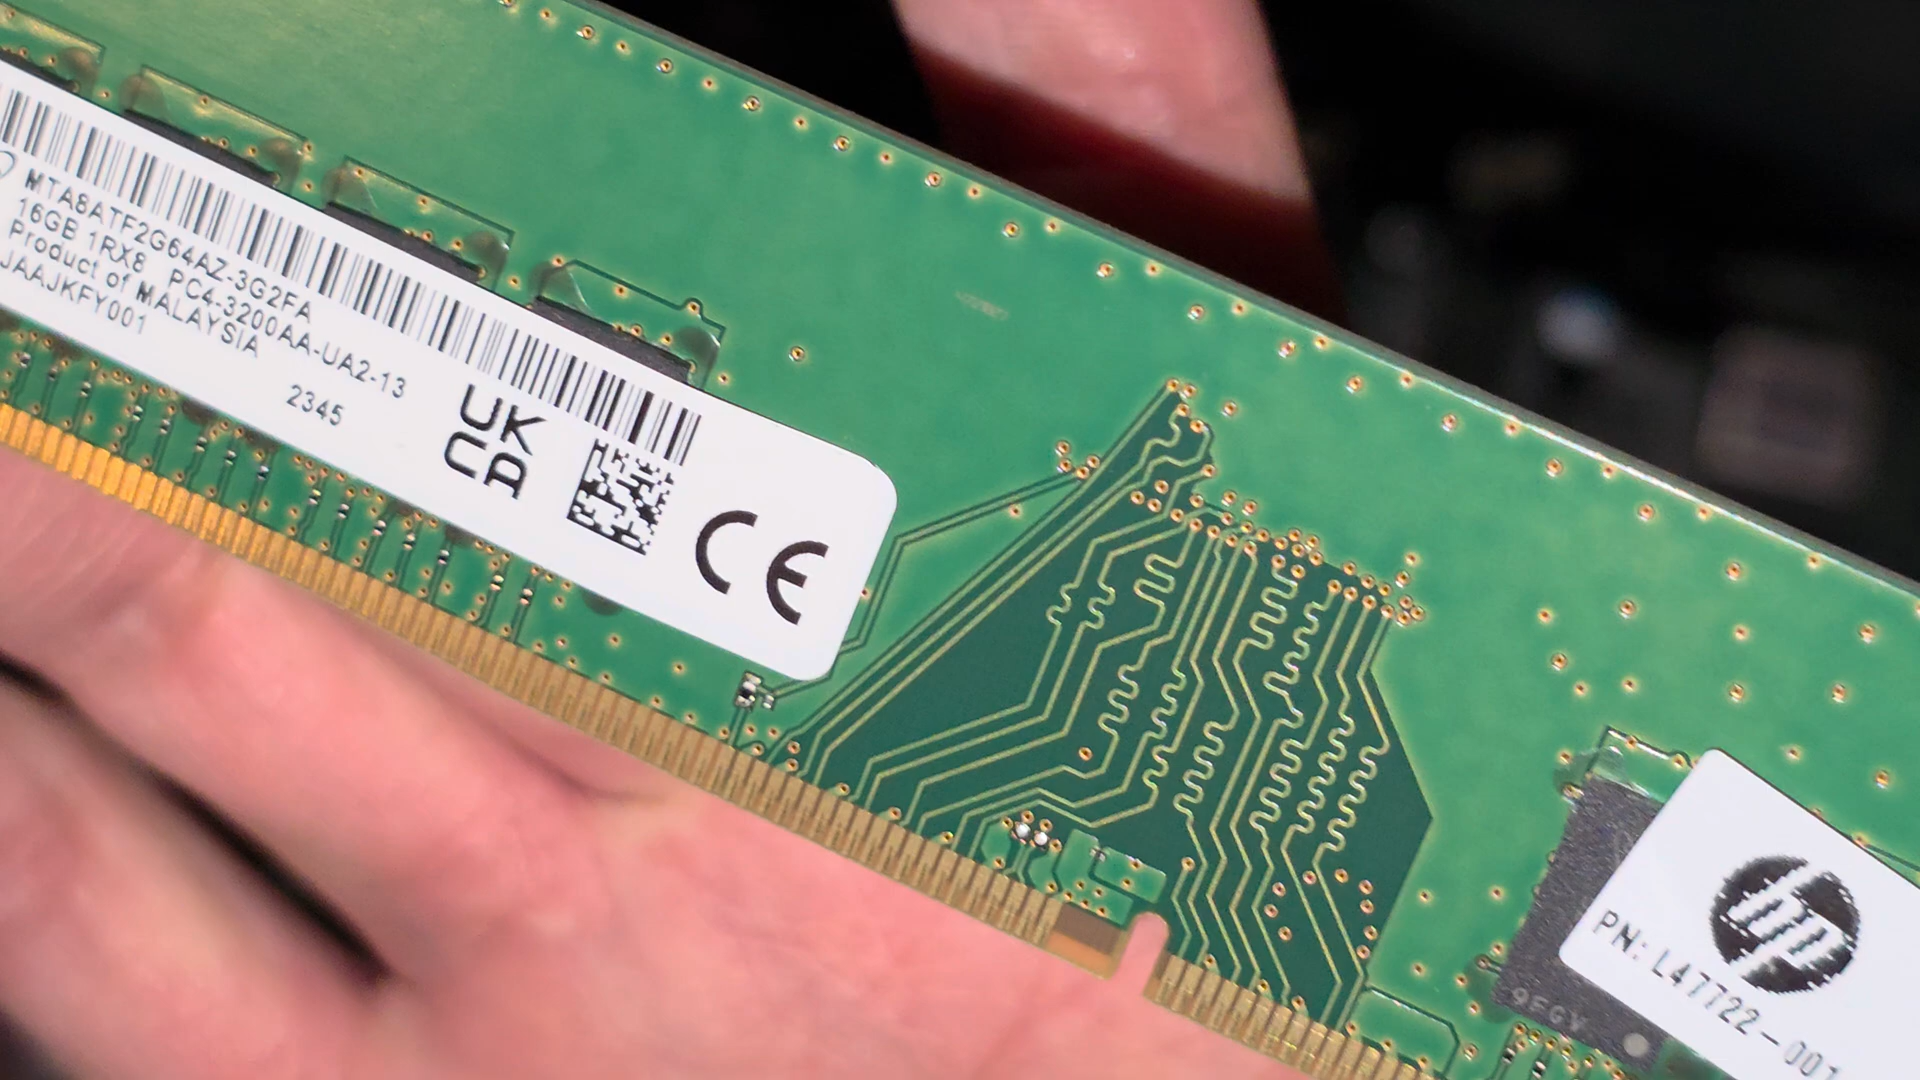 MTA8ATF2G64AZ-3G2FA
16GB 1RX8 PC4-3200AA-UA2-13
Product of MALAYSIA
JAAJKFY001
2345
UK
CA
CE
hp
PN: L47722-001